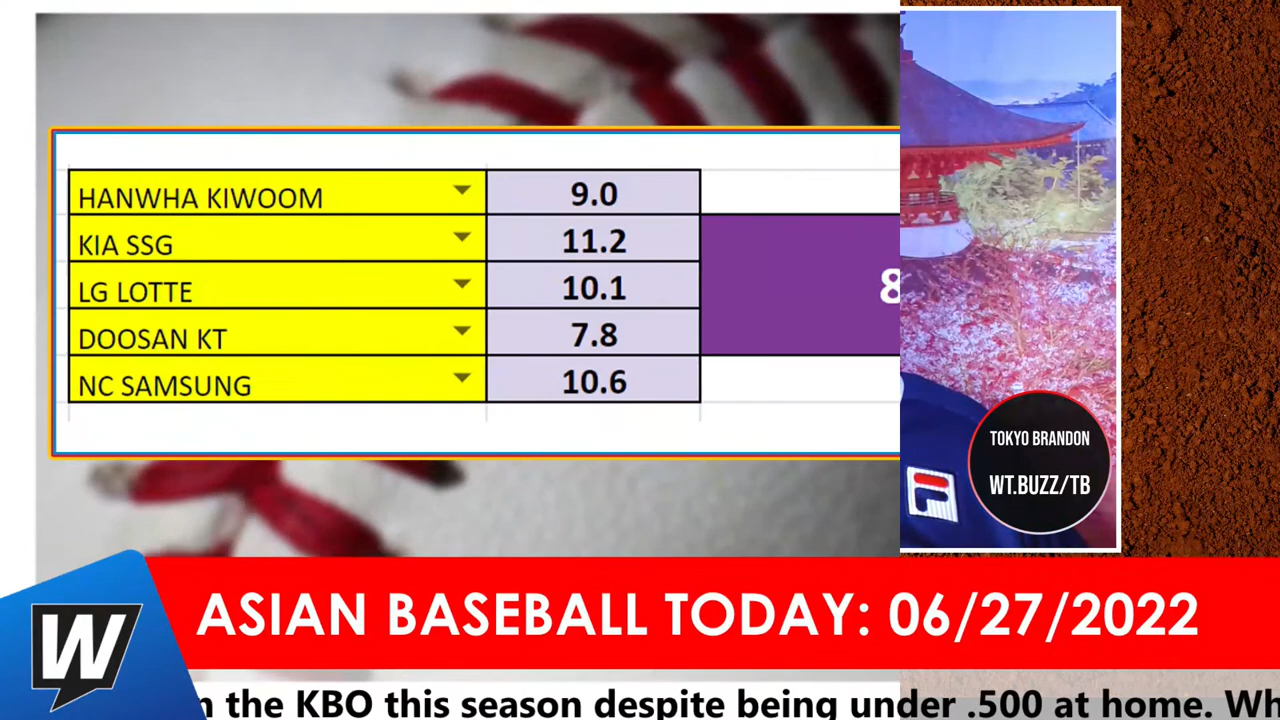 HANWHA KIWOOM 9.0
KIA SSG 11.2
LG LOTTE 10.1
8
DOOSAN KT 7.8
NC SAMSUNG 10.6
TOKYO BRANDON
WT.BUZZ/TB
F
W
ASIAN BASEBALL TODAY: 06/27/2022
the KBO this season despite being under .500 at home.